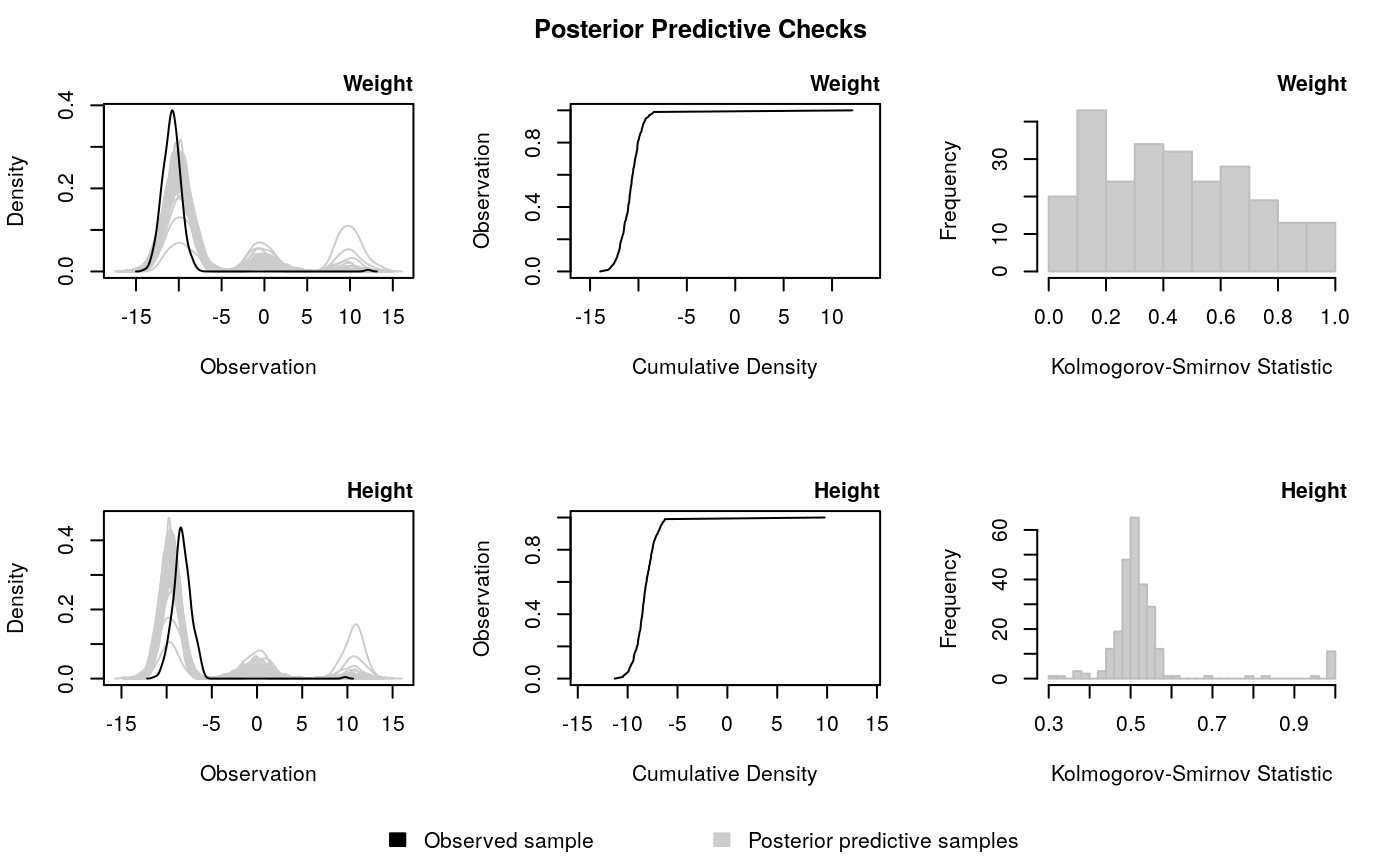 Posterior Predictive Checks
Weight
Density
0.0 0.2 0.4
-15 -5 0 5 10 15
Observation
Weight
Observation
0.0 0.4 0.8
-15 -5 0 5 10
Cumulative Density
Weight
Frequency
0 10 30
0.0 0.2 0.4 0.6 0.8 1.0
Kolmogorov-Smirnov Statistic
Height
Density
0.0 0.2 0.4
-15 -5 0 5 10 15
Observation
Height
Observation
0.0 0.4 0.8
-15 -10 -5 0 5 10 15
Cumulative Density
Height
Frequency
0 20 40 60
0.3 0.5 0.7 0.9
Kolmogorov-Smirnov Statistic
Observed sample
Posterior predictive samples